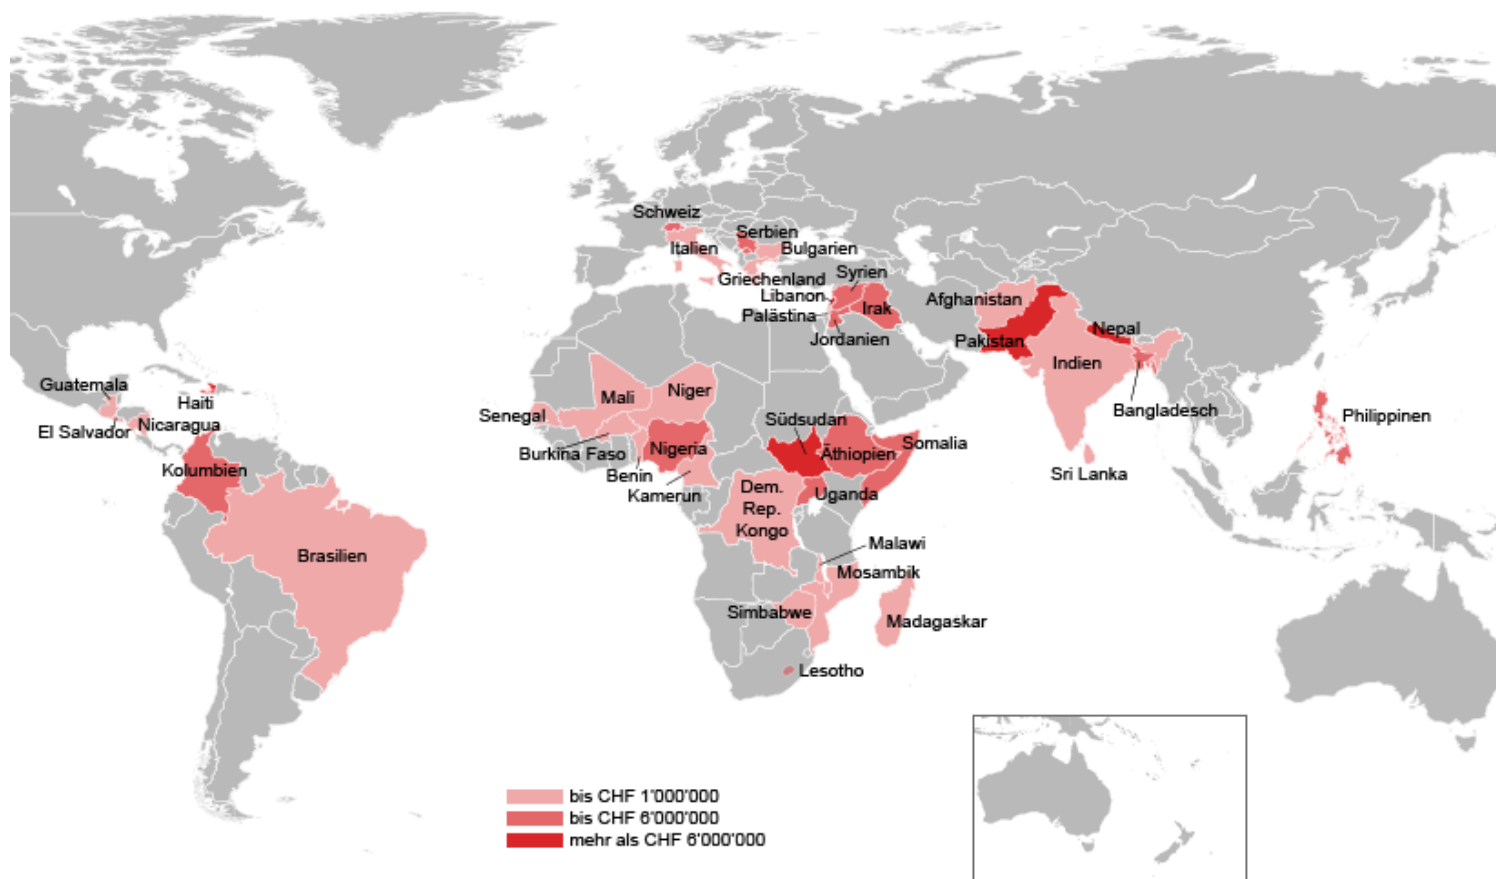 Schweiz
Serbien
Italien
Bulgarien
Griechenland
Syrien
Libanon
Palästina
Irak
Jordanien
Afghanistan
Pakistan
Nepal
Indien
Bangladesch
Sri Lanka
Philippinen
Guatemala
Haiti
El Salvador
Nicaragua
Kolumbien
Brasilien
Senegal
Mali
Niger
Burkina Faso
Benin
Nigeria
Kamerun
Südsudan
Äthiopien
Somalia
Uganda
Dem.
Rep.
Kongo
Malawi
Mosambik
Simbabwe
Madagaskar
Lesotho
bis CHF 1'000'000
bis CHF 6'000'000
mehr als CHF 6'000'000